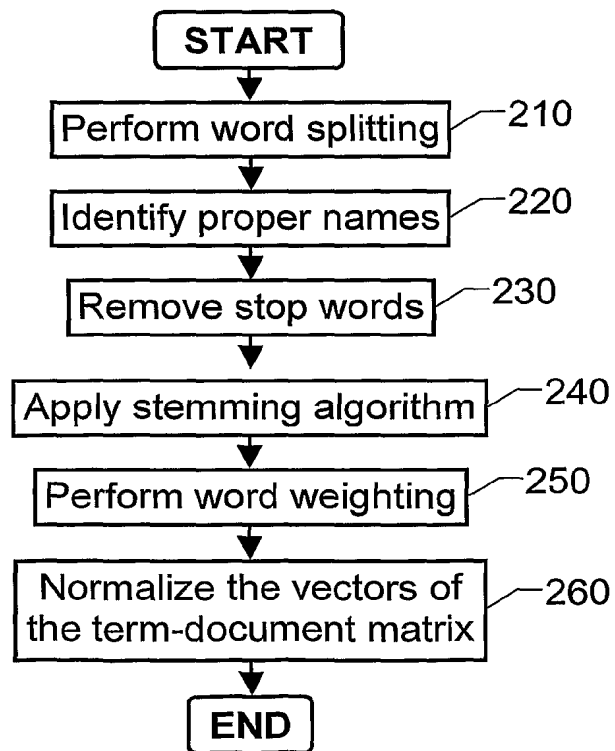 START
Perform word splitting
210
Identify proper names
220
Remove stop words
230
Apply stemming algorithm
240
Perform word weighting
250
Normalize the vectors of
the term-document matrix
260
END